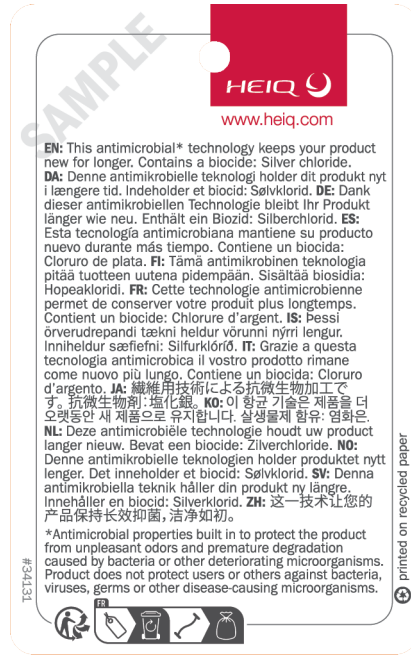 SAMPLE
HEIQ
www.heiq.com
EN: This antimicrobial* technology keeps your product
new for longer. Contains a biocide: Silver chloride.
DA: Denne antimikrobielle teknologi holder dit produkt nyt
i længere tid. Indeholder et biocid: Sølvklorid. DE: Dank
dieser antimikrobiellen Technologie bleibt Ihr Produkt
länger wie neu. Enthält ein Biozid: Silberchlorid. ES:
Esta tecnología antimicrobiana mantiene su producto
nuevo durante más tiempo. Contiene un biocida:
Cloruro de plata. FI: Tämä antimikrobinen teknologia
pitää tuotteen uutena pidempään. Sisältää biosidia:
Hopeakloridi. FR: Cette technologie antimicrobienne
permet de conserver votre produit plus longtemps.
Contient un biocide: Chlorure d'argent. IS: Þessi
örverudrepandi tækni heldur vörunni nýrri lengur.
Inniheldur sæfiefni: Silfurklóríð. IT: Grazie a questa
tecnologia antimicrobica il vostro prodotto rimane
come nuovo più lungo. Contiene un biocida: Cloruro
d'argento. JA: 繊維用技術による抗微生物加工で
す。抗微生物剤：塩化銀。 KO: 이 항균 기술은 제품을 더
오랫동안 새 제품으로 유지합니다. 살생물제 함유: 염화은.
NL: Deze antimicrobiële technologie houdt uw product
langer nieuw. Bevat een biocide: Zilverchloride. NO:
Denne antimikrobielle teknologien holder produktet nytt
lenger. Det inneholder et biocid: Sølvklorid. SV: Denna
antimikrobiella teknik håller din produkt ny längre.
Innehåller en biocid: Silverklorid. ZH: 这一技术让您的
产品保持长效抑菌，洁净如初。
*Antimicrobial properties built in to protect the product
from unpleasant odors and premature degradation
caused by bacteria or other deteriorating microorganisms.
Product does not protect users or others against bacteria,
viruses, germs or other disease-causing microorganisms.
#34131
printed on recycled paper
FR